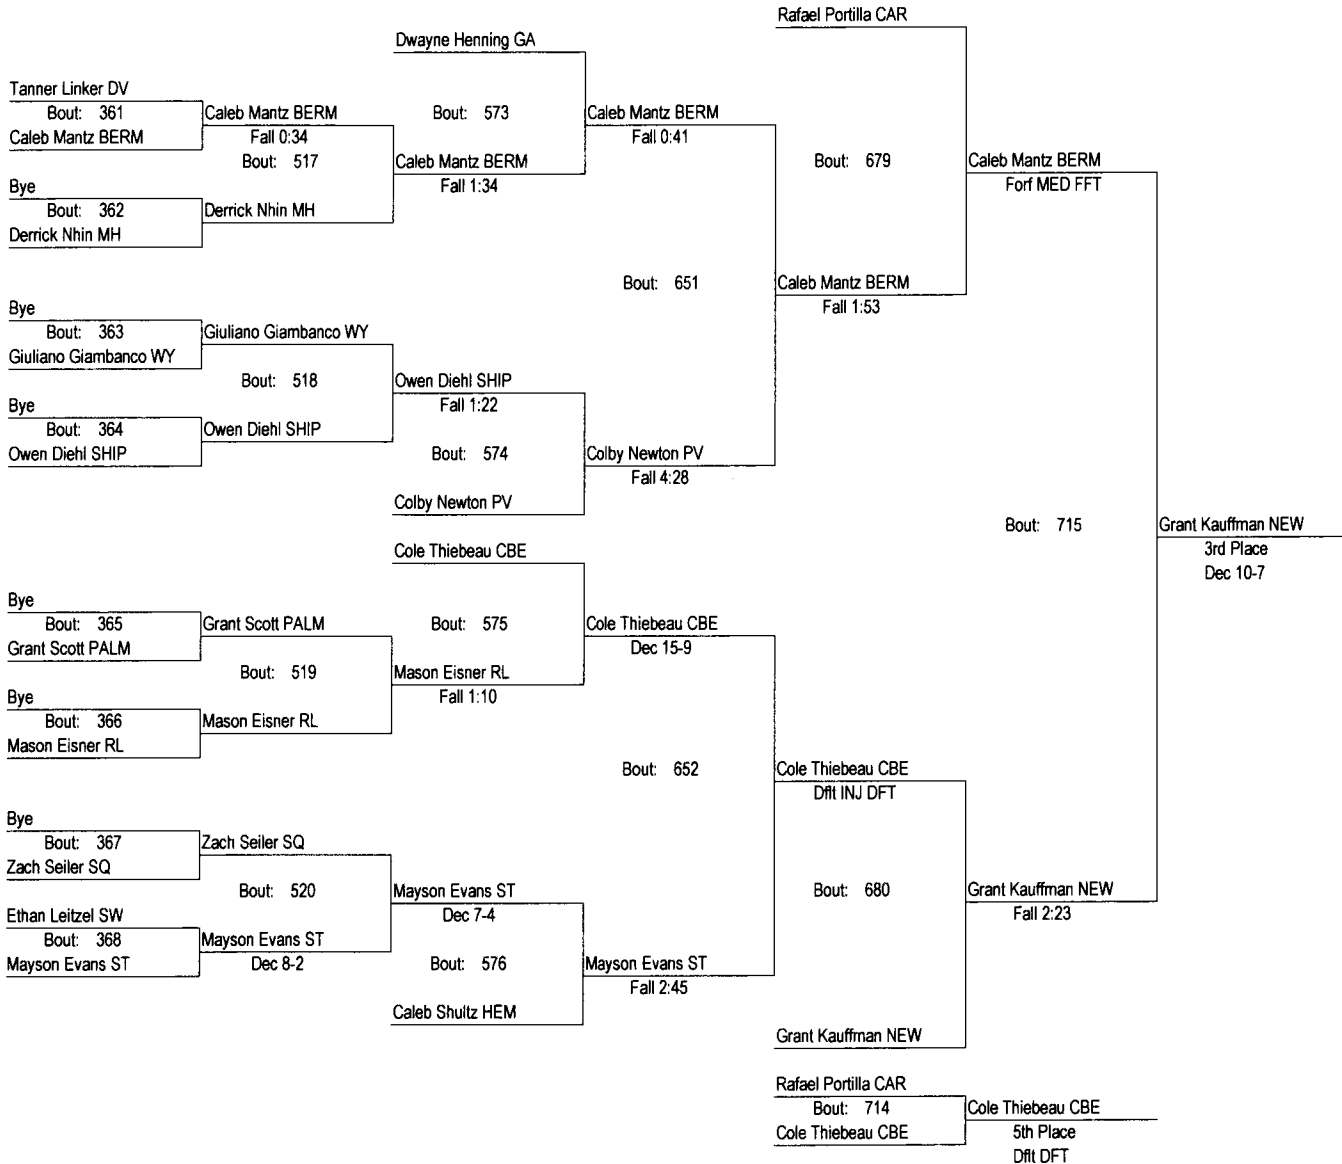 Rafael Portilla CAR
Dwayne Henning GA
Tanner Linker DV
Bout: 361
Caleb Mantz BERM
Caleb Mantz BERM
Fall 0:34
Bout: 517
Bout: 573
Caleb Mantz BERM
Fall 0:41
Caleb Mantz BERM
Fall 1:34
Bout: 679
Caleb Mantz BERM
Forf MED FFT
Bye
Bout: 362
Derrick Nhin MH
Derrick Nhin MH
Bout: 651
Caleb Mantz BERM
Fall 1:53
Bye
Bout: 363
Giuliano Giambanco WY
Giuliano Giambanco WY
Bout: 518
Owen Diehl SHIP
Fall 1:22
Bye
Bout: 364
Owen Diehl SHIP
Owen Diehl SHIP
Bout: 574
Colby Newton PV
Fall 4:28
Colby Newton PV
Bout: 715
Grant Kauffman NEW
3rd Place
Dec 10-7
Cole Thiebeau CBE
Bye
Bout: 365
Grant Scott PALM
Grant Scott PALM
Bout: 575
Cole Thiebeau CBE
Dec 15-9
Bout: 519
Mason Eisner RL
Fall 1:10
Bye
Bout: 366
Mason Eisner RL
Mason Eisner RL
Bout: 652
Cole Thiebeau CBE
Dflt INJ DFT
Bye
Bout: 367
Zach Seiler SQ
Zach Seiler SQ
Bout: 520
Mayson Evans ST
Dec 7-4
Bout: 680
Grant Kauffman NEW
Fall 2:23
Ethan Leitzel SW
Bout: 368
Mayson Evans ST
Mayson Evans ST
Dec 8-2
Bout: 576
Mayson Evans ST
Fall 2:45
Caleb Shultz HEM
Grant Kauffman NEW
Rafael Portilla CAR
Bout: 714
Cole Thiebeau CBE
Cole Thiebeau CBE
5th Place
Dflt DFT